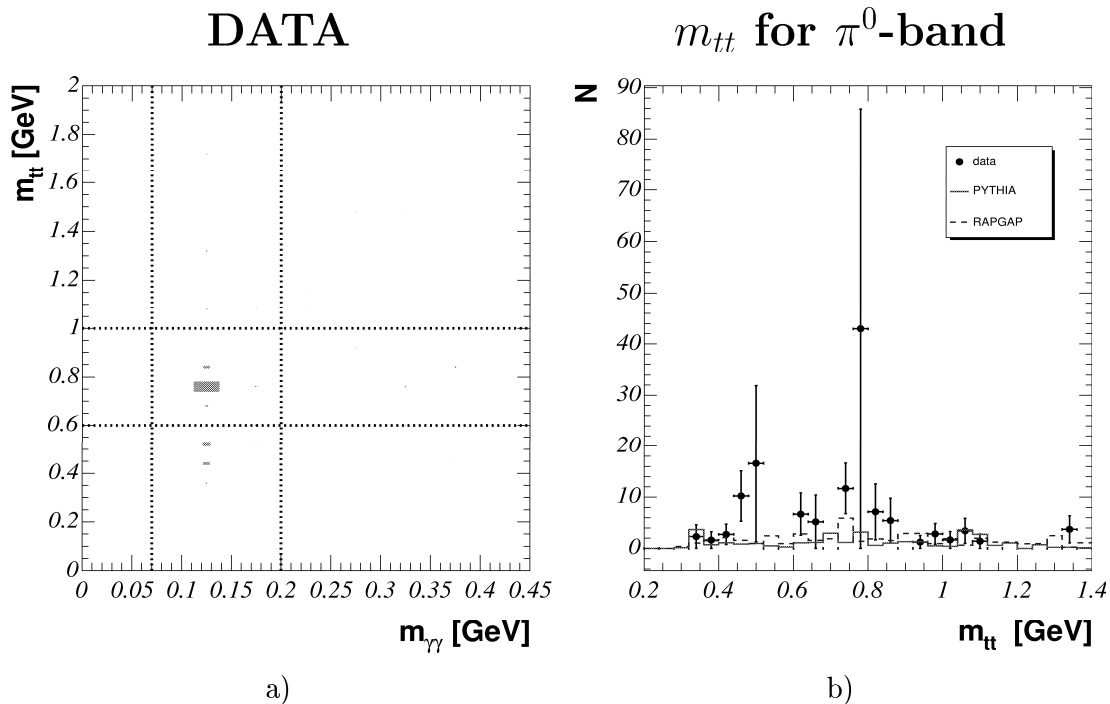 DATA
m_tt for π⁰-band
m_tt [GeV]
2
1.8
1.6
1.4
1.2
1
0.8
0.6
0.4
0.2
0
0 0.05 0.1 0.15 0.2 0.25 0.3 0.35 0.4 0.45
m_γγ [GeV]
a)
N
90
80
70
60
50
40
30
20
10
0
data
PYTHIA
RAPGAP
0.2 0.4 0.6 0.8 1 1.2 1.4
m_tt [GeV]
b)